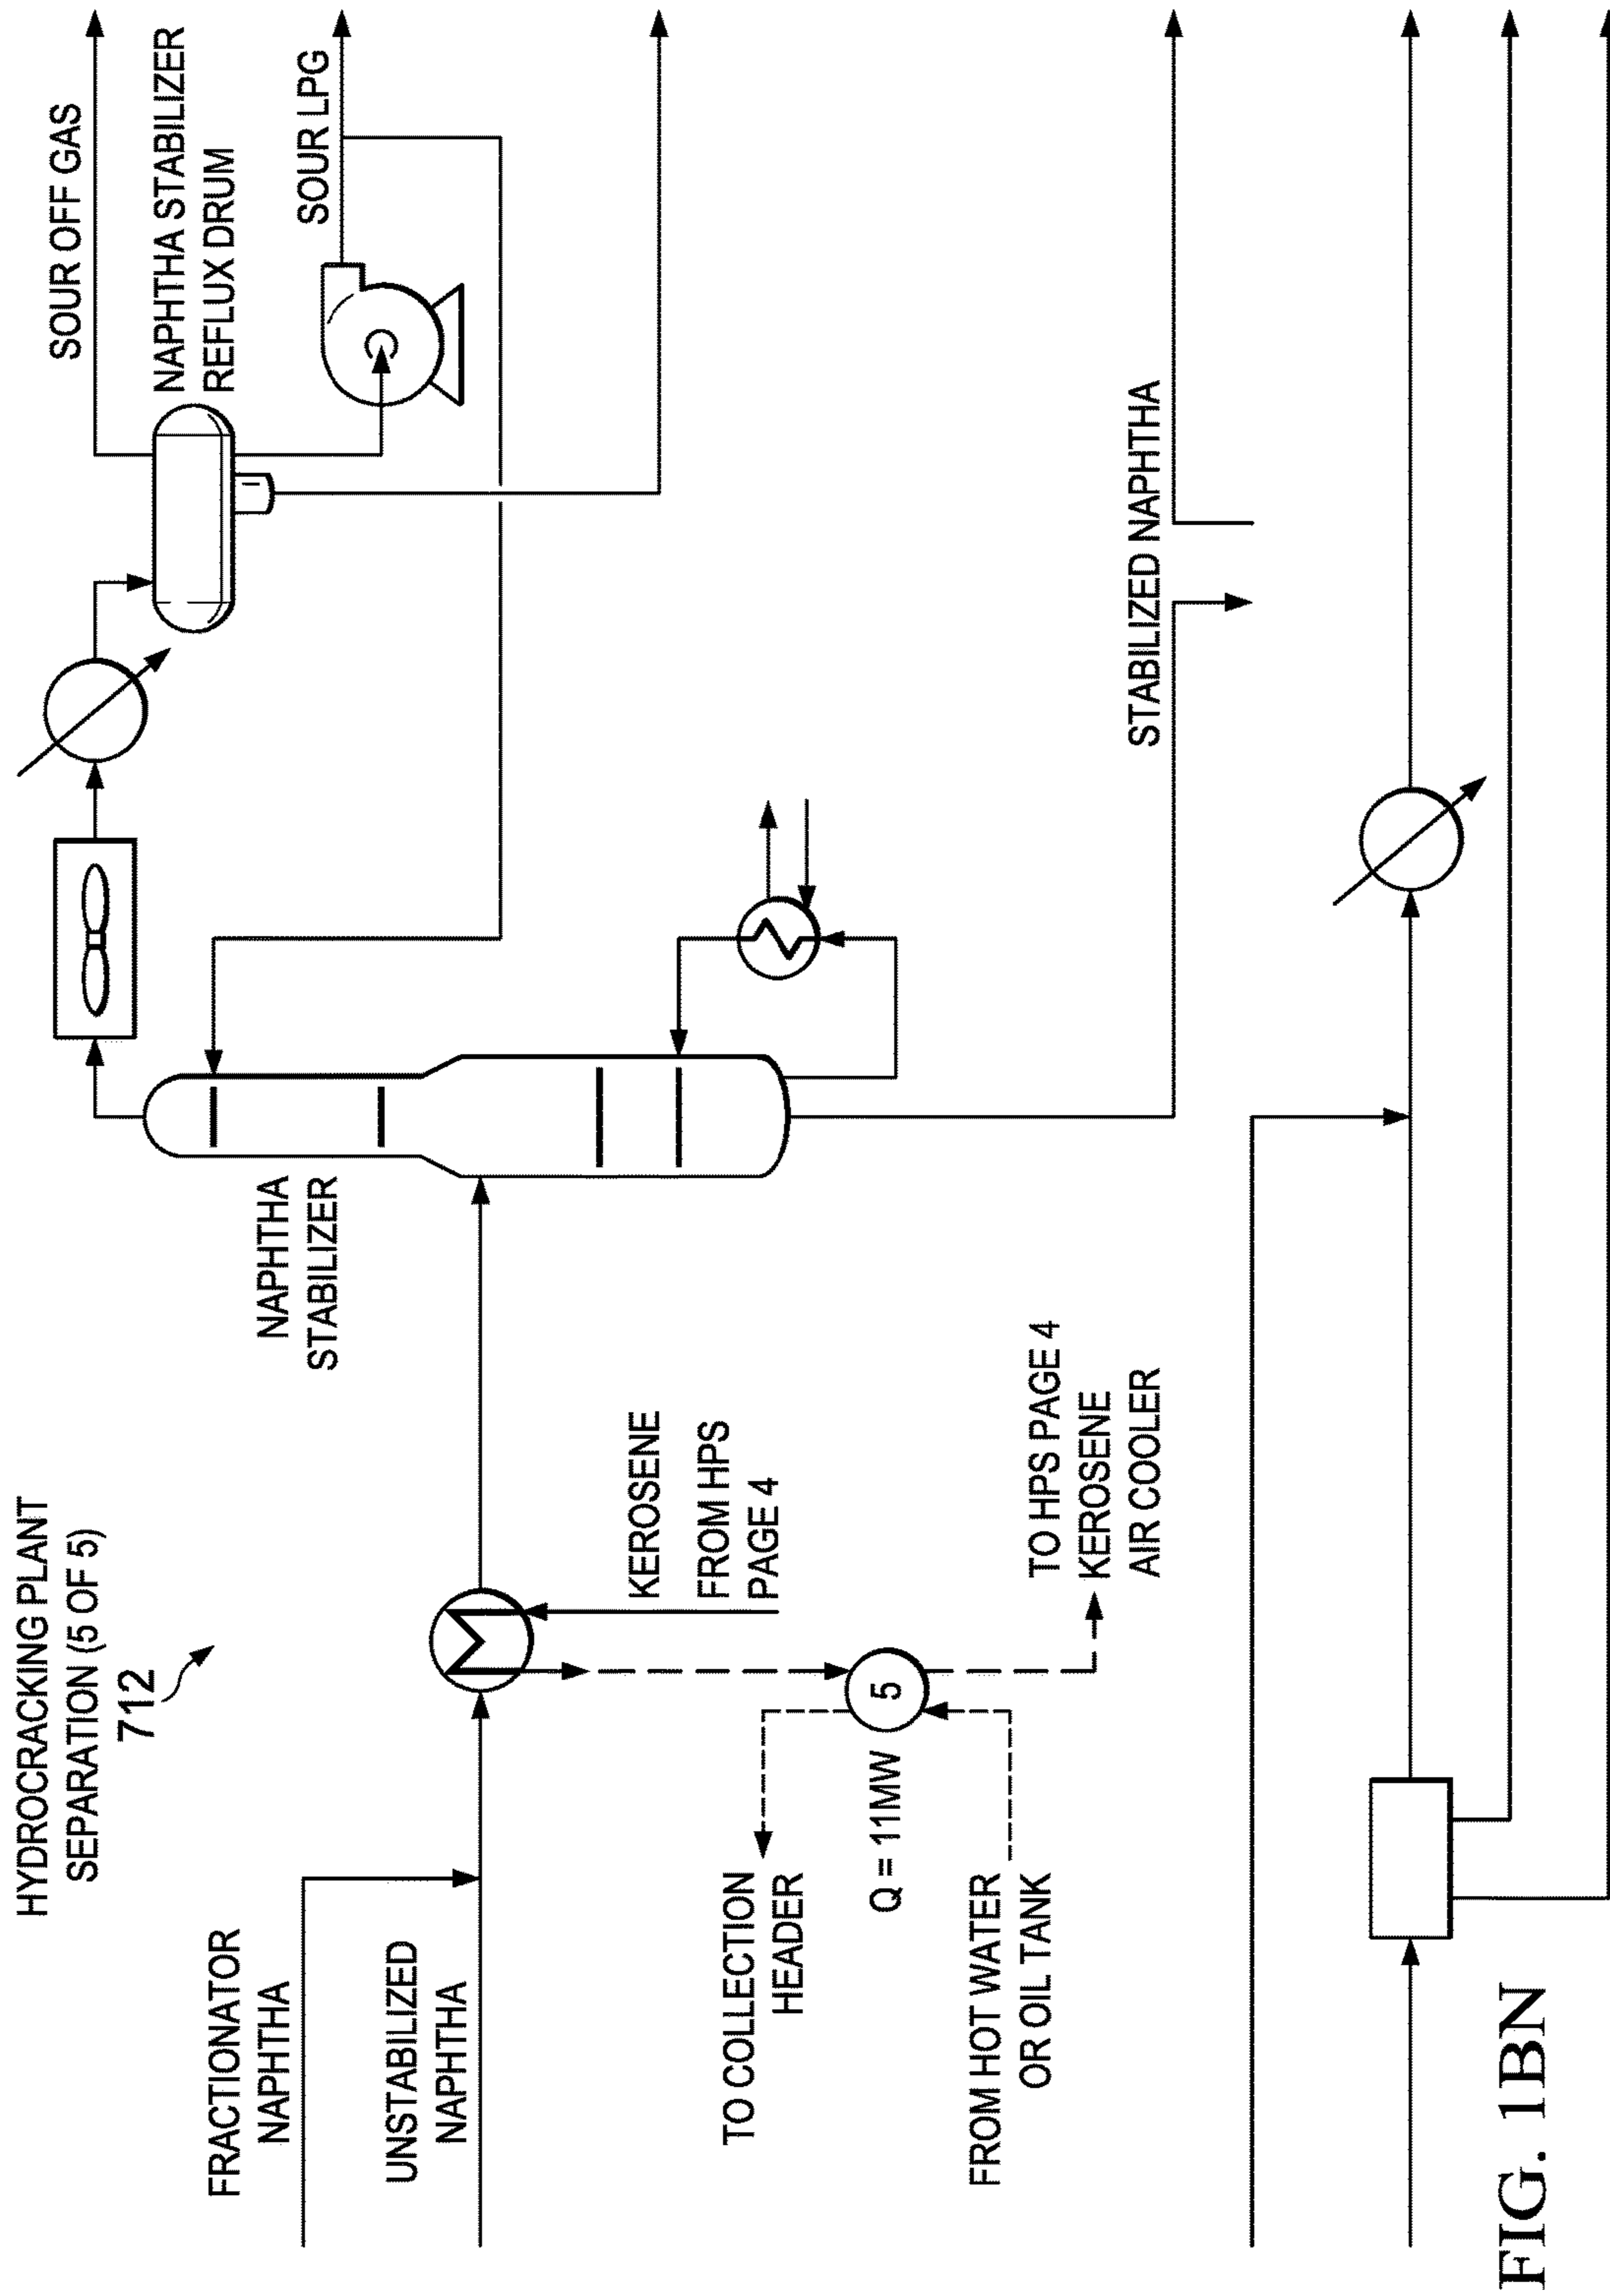 HYDROCRACKING PLANT
SEPARATION (5 OF 5)
712
FRACTIONATOR
NAPHTHA
UNSTABILIZED
NAPHTHA
NAPHTHA
STABILIZER
SOUR OFF GAS
NAPHTHA STABILIZER
REFLUX DRUM
SOUR LPG
KEROSENE
FROM HPS
PAGE 4
TO COLLECTION
HEADER
Q = 11MW
5
FROM HOT WATER
OR OIL TANK
TO HPS PAGE 4
KEROSENE
AIR COOLER
STABILIZED NAPHTHA
FIG. 1BN